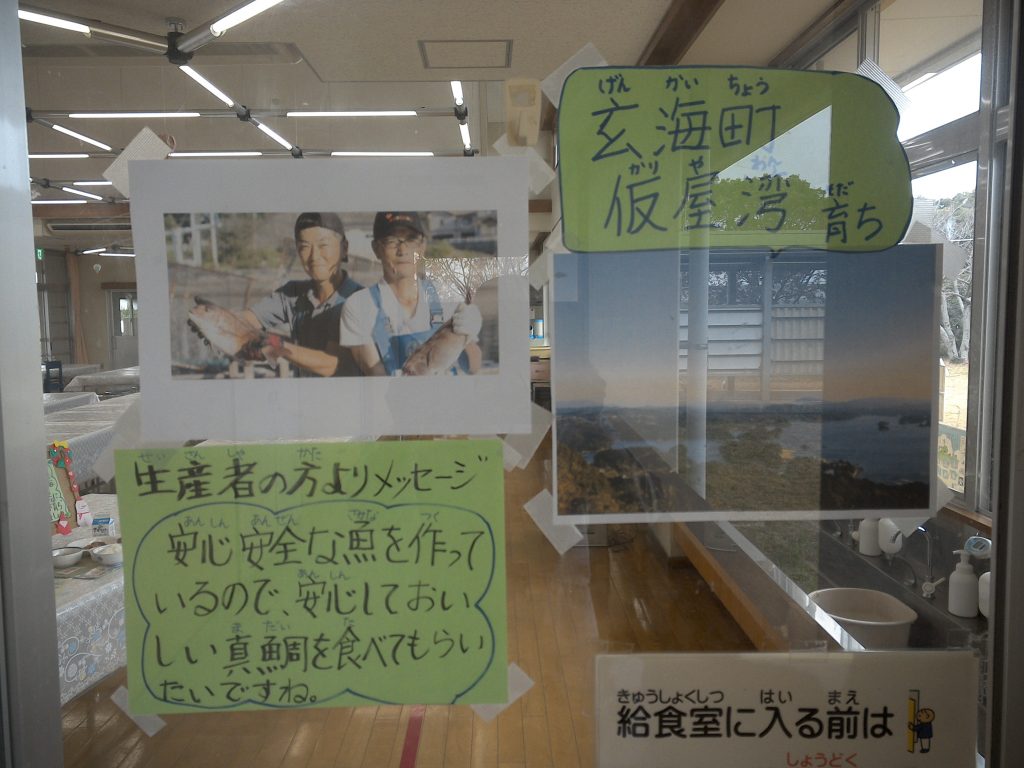 げん かい ちょう
玄海町
かり や わん そだ
仮屋湾育ち
せい さん しゃ かた
生産者の方よりメッセージ
あんしん あんぜん さかな つく
安心安全な魚を作って
あん しん
いるので、安心しておい
ま だい た
しい真鯛を食べてもらい
たいですね。
きゅうしょくしつ はい まえ
給食室に入る前は
しょうどく